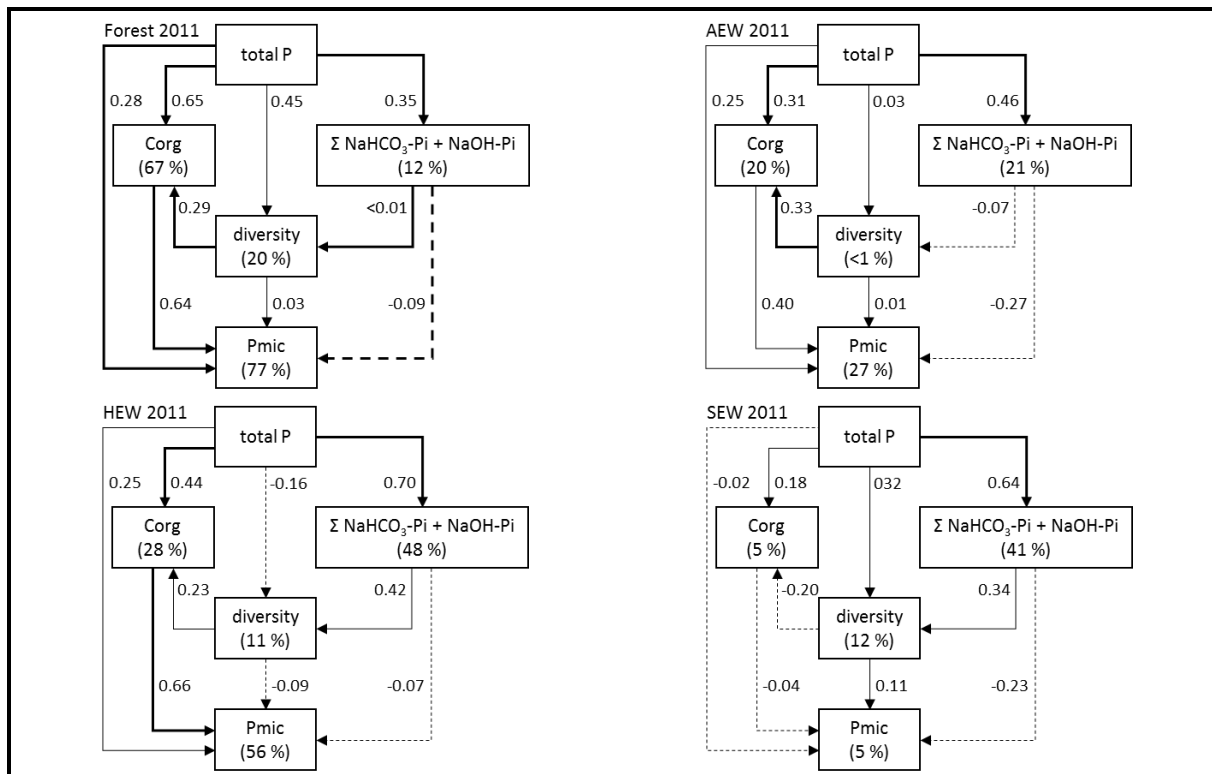 Forest 2011
total P
0.28
0.65
0.45
0.35
Corg
(67 %)
Σ NaHCO₃-Pi + NaOH-Pi
(12 %)
0.29
<0.01
diversity
(20 %)
0.64
0.03
-0.09
Pmic
(77 %)
AEW 2011
total P
0.25
0.31
0.03
0.46
Corg
(20 %)
Σ NaHCO₃-Pi + NaOH-Pi
(21 %)
0.33
-0.07
diversity
(<1 %)
0.40
0.01
-0.27
Pmic
(27 %)
HEW 2011
total P
0.25
0.44
-0.16
0.70
Corg
(28 %)
Σ NaHCO₃-Pi + NaOH-Pi
(48 %)
0.23
0.42
diversity
(11 %)
0.66
-0.09
-0.07
Pmic
(56 %)
SEW 2011
total P
-0.02
0.18
032
0.64
Corg
(5 %)
Σ NaHCO₃-Pi + NaOH-Pi
(41 %)
-0.20
0.34
diversity
(12 %)
-0.04
0.11
-0.23
Pmic
(5 %)